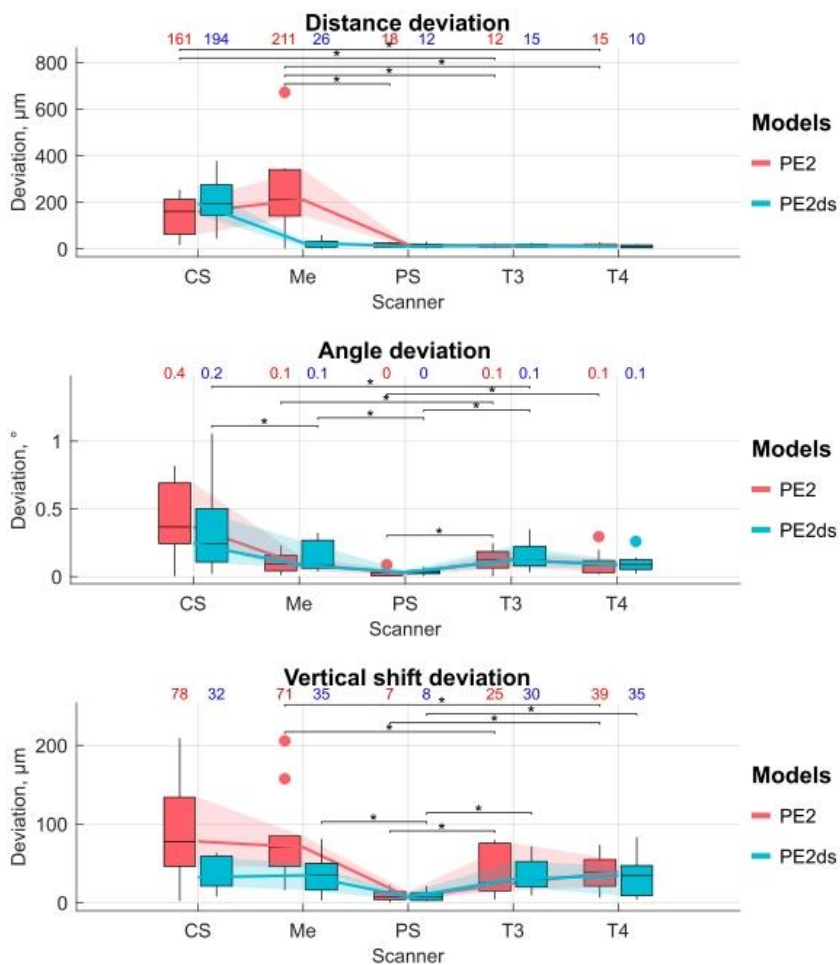 Distance deviation
161 194 211 26 18 12 12 15 15 10
* * * *
800
600
400
200
0
Deviation, µm
CS Me PS T3 T4
Scanner
Models
PE2
PE2ds
Angle deviation
0.4 0.2 0.1 0.1 0 0 0.1 0.1 0.1 0.1
* * * * * * *
1
0.5
0
Deviation, °
CS Me PS T3 T4
Scanner
Models
PE2
PE2ds
Vertical shift deviation
78 32 71 35 7 8 25 30 39 35
* * * * * * *
200
100
0
Deviation, µm
CS Me PS T3 T4
Scanner
Models
PE2
PE2ds